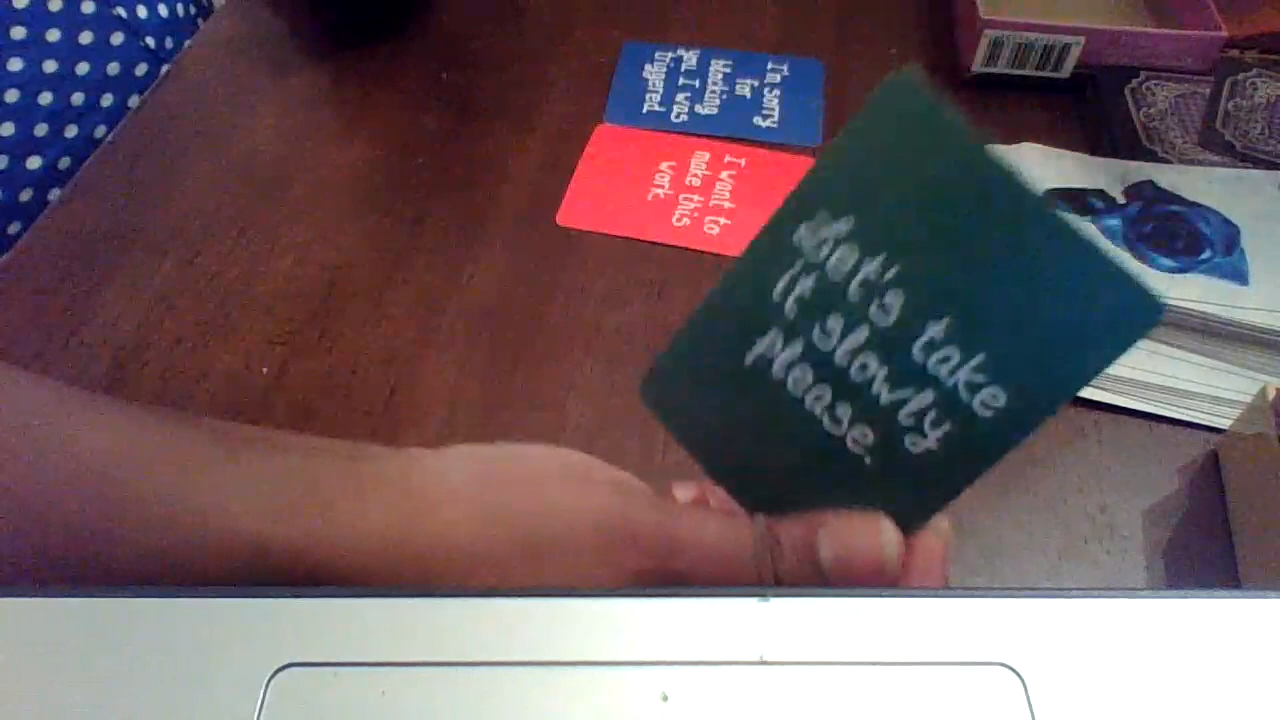 I'm sorry
for
blocking
you. I was
triggered.
I want to
make this
work.
Let's take
it slowly
please.